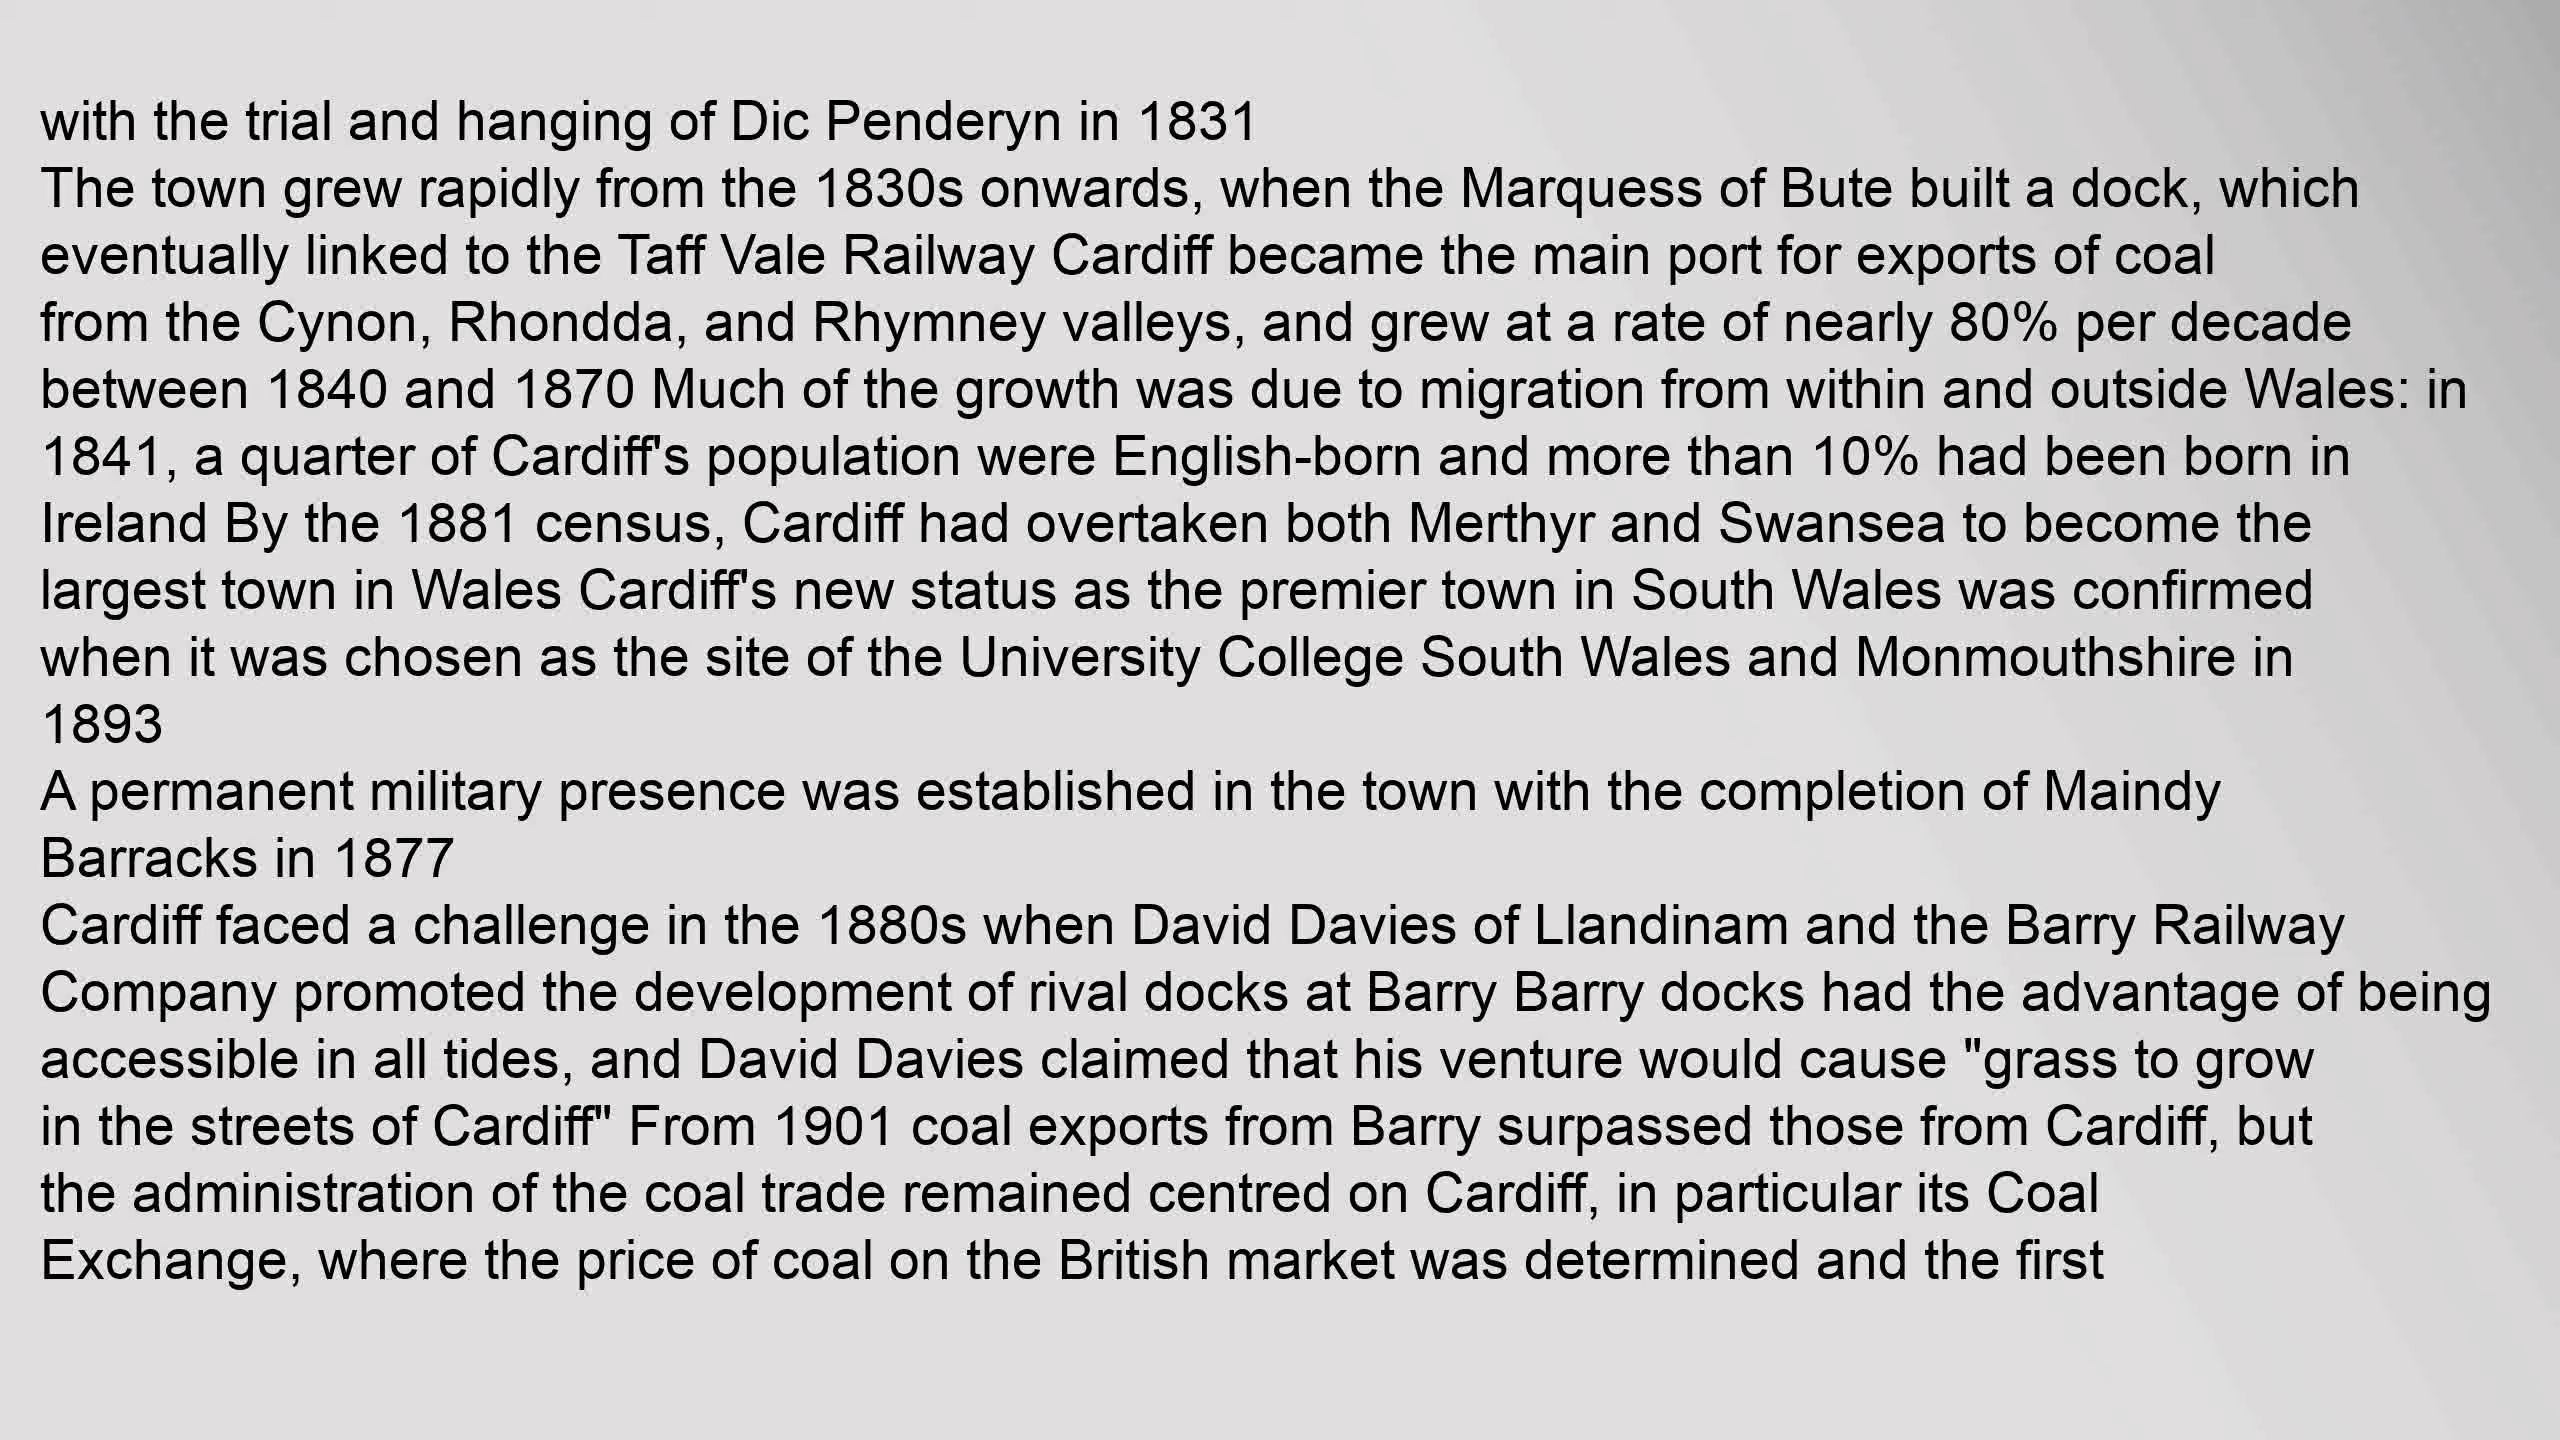 with the trial and hanging of Dic Penderyn in 1831
The town grew rapidly from the 1830s onwards, when the Marquess of Bute built a dock, which
eventually linked to the Taff Vale Railway Cardiff became the main port for exports of coal
from the Cynon, Rhondda, and Rhymney valleys, and grew at a rate of nearly 80% per decade
between 1840 and 1870 Much of the growth was due to migration from within and outside Wales: in
1841, a quarter of Cardiff's population were English-born and more than 10% had been born in
Ireland By the 1881 census, Cardiff had overtaken both Merthyr and Swansea to become the
largest town in Wales Cardiff's new status as the premier town in South Wales was confirmed
when it was chosen as the site of the University College South Wales and Monmouthshire in
1893
A permanent military presence was established in the town with the completion of Maindy
Barracks in 1877
Cardiff faced a challenge in the 1880s when David Davies of Llandinam and the Barry Railway
Company promoted the development of rival docks at Barry Barry docks had the advantage of being
accessible in all tides, and David Davies claimed that his venture would cause "grass to grow
in the streets of Cardiff" From 1901 coal exports from Barry surpassed those from Cardiff, but
the administration of the coal trade remained centred on Cardiff, in particular its Coal
Exchange, where the price of coal on the British market was determined and the first